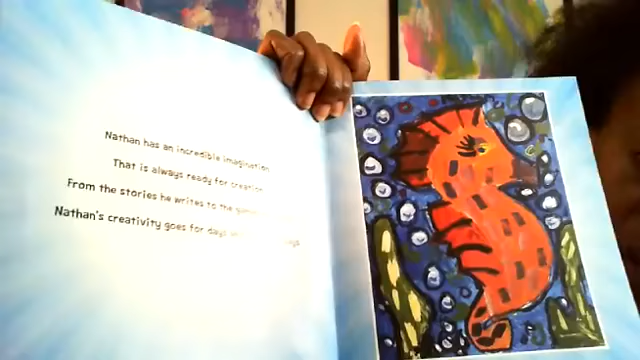 Nathan has an incredible imagination
That is always ready for creation
From the stories he writes to the
Nathan's creativity goes for days